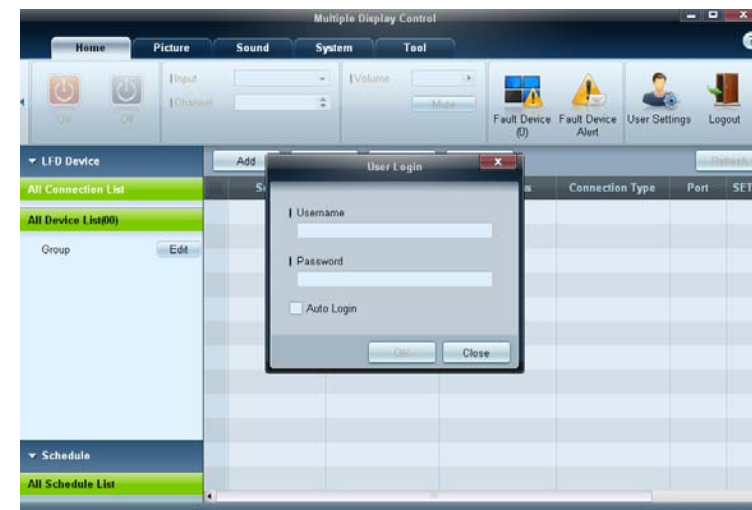 Multiple Display Control
Home Picture Sound System Tool
Input
Channel
Volume
Mute
On Off
Fault Device (0)
Fault Device Alert
User Settings
Logout
LFD Device
All Connection List
All Device List(00)
Group Edit
Schedule
All Schedule List
Add
Refresh
Connection Type Port SET
User Login
Username
Password
Auto Login
OK Close